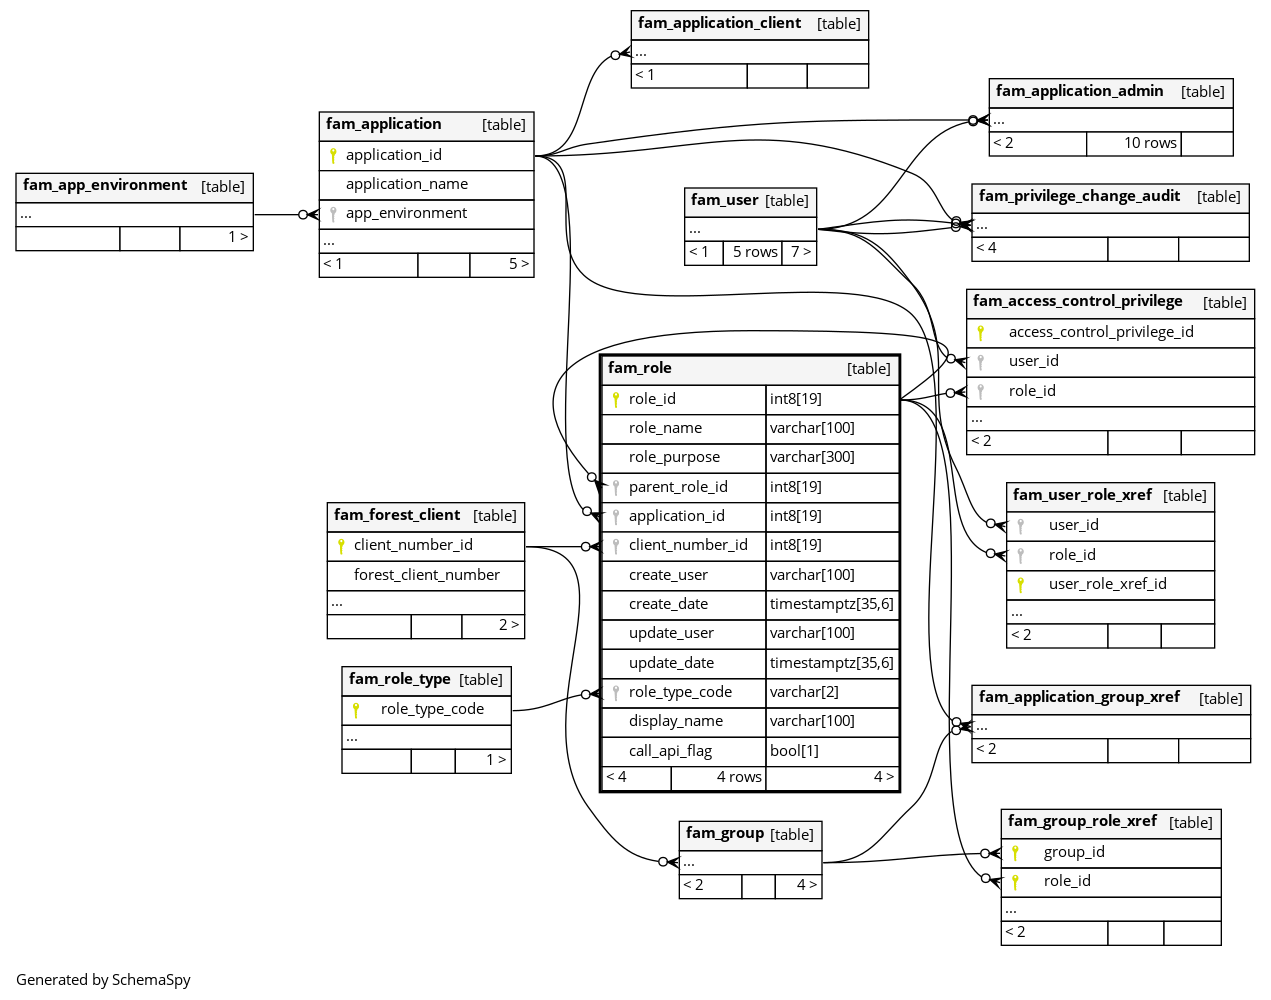 fam_application_client [table]
...
< 1
fam_application_admin [table]
...
< 2 10 rows
fam_application [table]
application_id
application_name
app_environment
...
< 1 5 >
fam_app_environment [table]
...
1 >
fam_user [table]
...
< 1 5 rows 7 >
fam_privilege_change_audit [table]
...
< 4
fam_access_control_privilege [table]
access_control_privilege_id
user_id
role_id
...
< 2
fam_role [table]
role_id int8[19]
role_name varchar[100]
role_purpose varchar[300]
parent_role_id int8[19]
application_id int8[19]
client_number_id int8[19]
create_user varchar[100]
create_date timestamptz[35,6]
update_user varchar[100]
update_date timestamptz[35,6]
role_type_code varchar[2]
display_name varchar[100]
call_api_flag bool[1]
< 4 4 rows 4 >
fam_forest_client [table]
client_number_id
forest_client_number
...
2 >
fam_user_role_xref [table]
user_id
role_id
user_role_xref_id
...
< 2
fam_role_type [table]
role_type_code
...
1 >
fam_application_group_xref [table]
...
< 2
fam_group [table]
...
< 2 4 >
fam_group_role_xref [table]
group_id
role_id
...
< 2
Generated by SchemaSpy